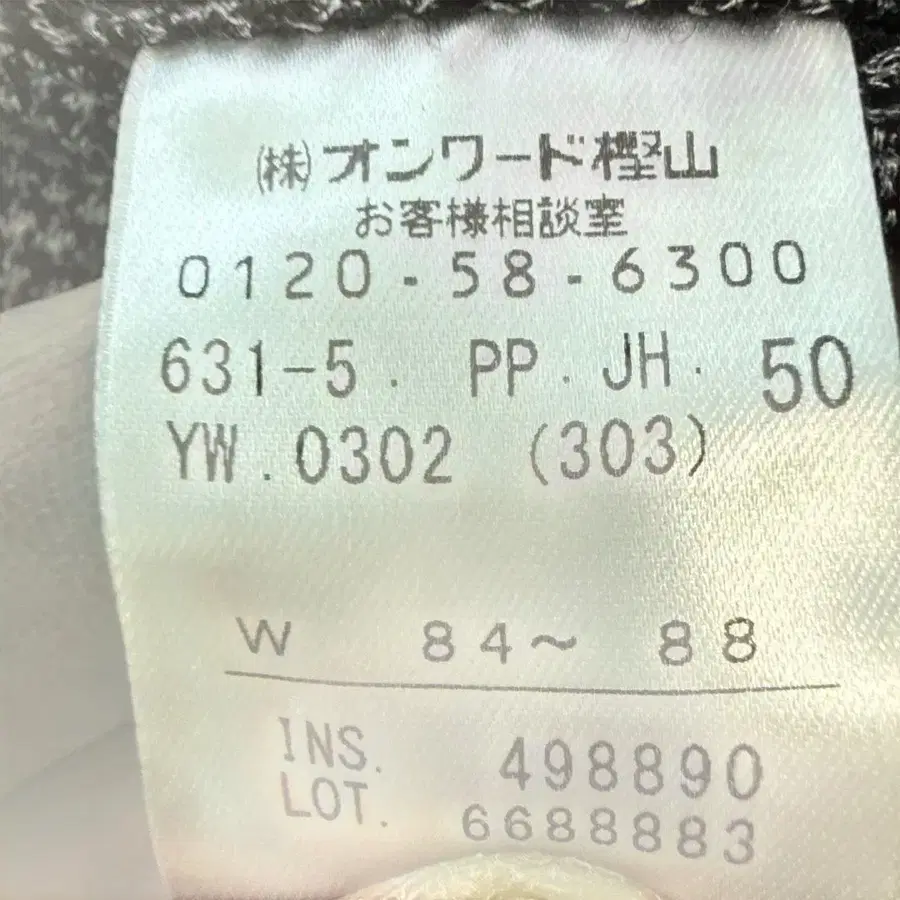 ㈱オンワード樫山
お客様相談室
0120-58-6300
631-5. PP. JH. 50
YW.0302 (303)
W 84～ 88
INS. 498890
LOT. 6688883